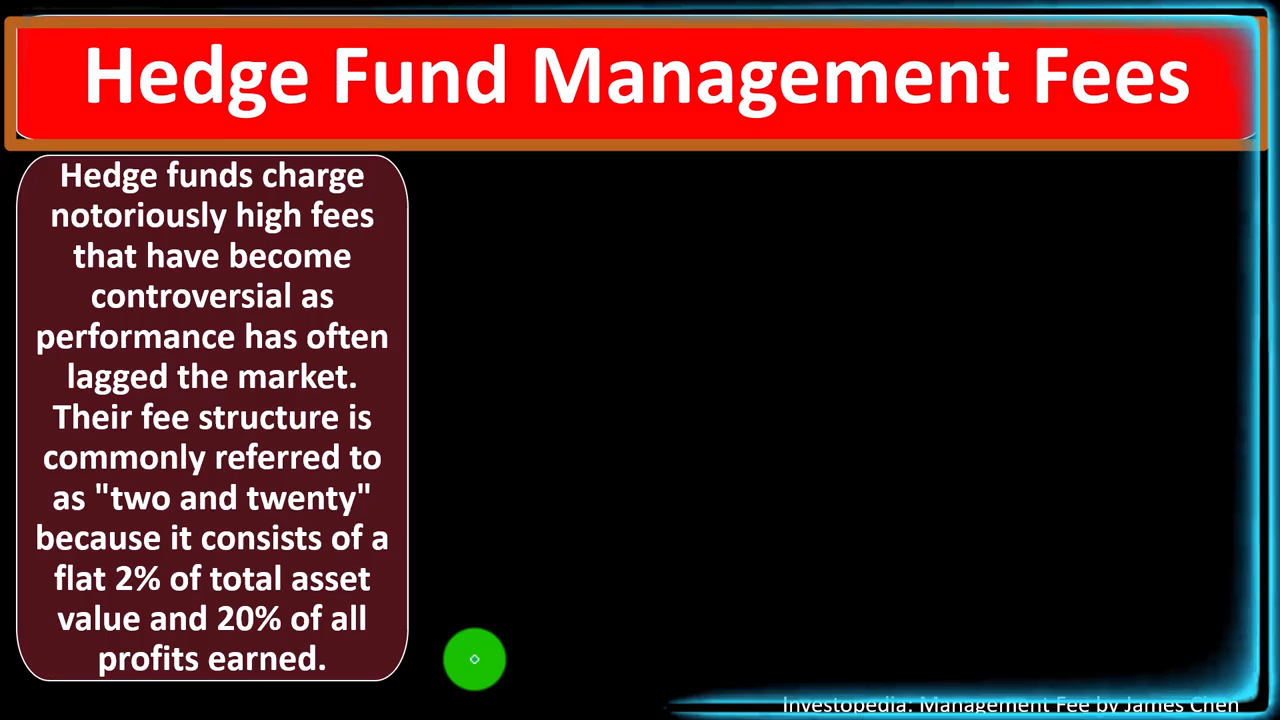 Hedge Fund Management Fees
Hedge funds charge
notoriously high fees
that have become
controversial as
performance has often
lagged the market.
Their fee structure is
commonly referred to
as "two and twenty"
because it consists of a
flat 2% of total asset
value and 20% of all
profits earned.
Investopedia: Management Fee by James Chen